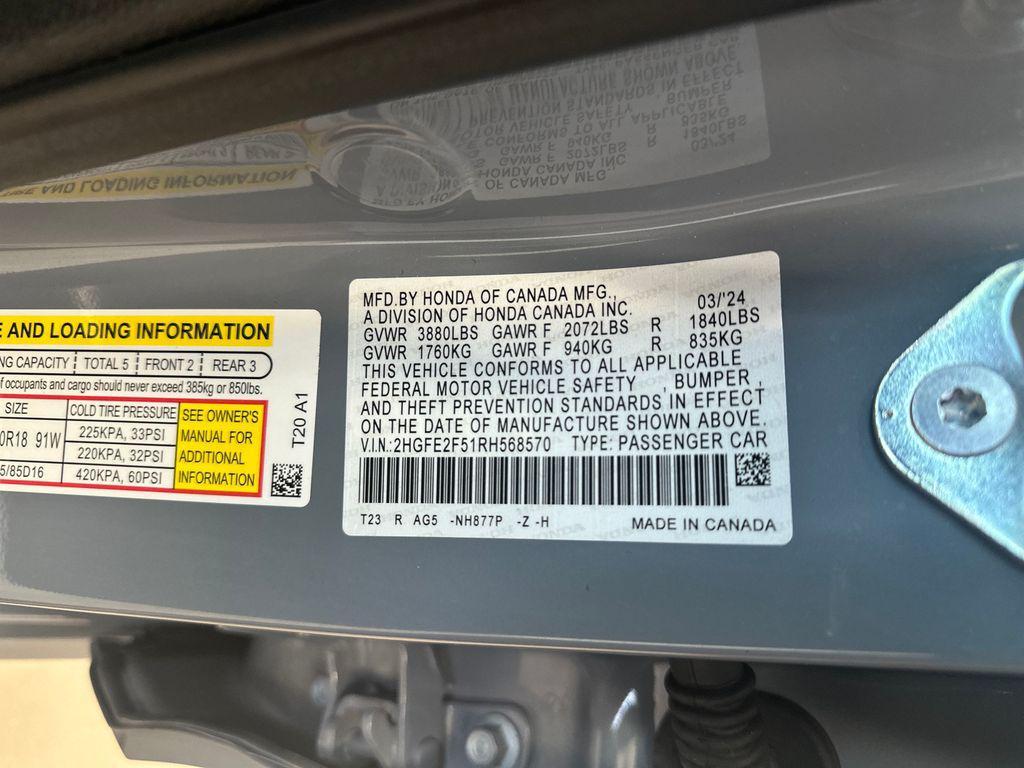 E AND LOADING INFORMATION
NG CAPACITY TOTAL 5 FRONT 2 REAR 3
of occupants and cargo should never exceed 385kg or 850lbs.
SIZE COLD TIRE PRESSURE SEE OWNER'S
0R18 91W 225KPA, 33PSI MANUAL FOR
220KPA, 32PSI ADDITIONAL
5/85D16 420KPA, 60PSI INFORMATION
T20 A1
MFD.BY HONDA OF CANADA MFG., 03/'24
A DIVISION OF HONDA CANADA INC.
GVWR 3880LBS GAWR F 2072LBS R 1840LBS
GVWR 1760KG GAWR F 940KG R 835KG
THIS VEHICLE CONFORMS TO ALL APPLICABLE
FEDERAL MOTOR VEHICLE SAFETY , BUMPER ,
AND THEFT PREVENTION STANDARDS IN EFFECT
ON THE DATE OF MANUFACTURE SHOWN ABOVE.
V.I.N.:2HGFE2F51RH568570 TYPE: PASSENGER CAR
T23 R AG5 -NH877P -Z -H MADE IN CANADA